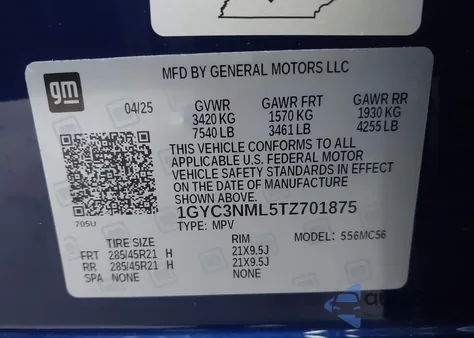 MFD BY GENERAL MOTORS LLC
gm
04/25 GVWR GAWR FRT GAWR RR
3420 KG 1570 KG 1930 KG
7540 LB 3461 LB 4255 LB
THIS VEHICLE CONFORMS TO ALL
APPLICABLE U.S. FEDERAL MOTOR
VEHICLE SAFETY STANDARDS IN EFFECT
ON THE DATE OF MANUFACTURE
SHOWN ABOVE.
1GYC3NML5TZ701875
705U
TYPE: MPV MODEL: 556MC56
TIRE SIZE RIM
FRT 285/45R21 H 21X9.5J
RR 285/45R21 H 21X9.5J
SPA NONE NONE